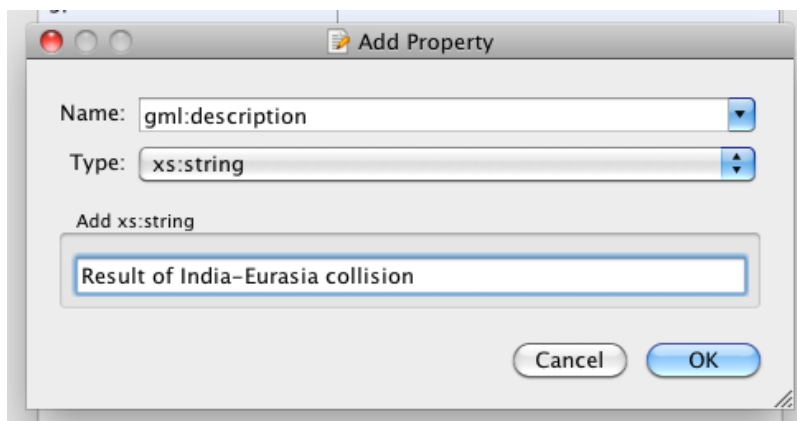 Add Property
Name: gml:description
Type: xs:string
Add xs:string
Result of India-Eurasia collision
Cancel OK